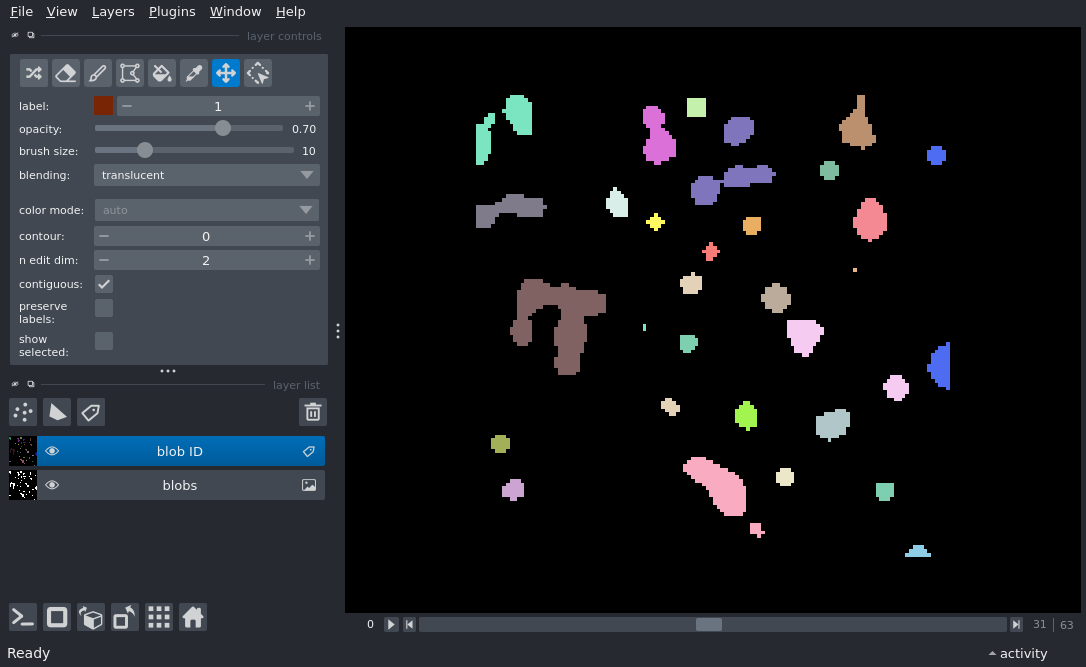 File View Layers Plugins Window Help
layer controls
label: 1
opacity: 0.70
brush size: 10
blending: translucent
color mode: auto
contour: 0
n edit dim: 2
contiguous:
preserve
labels:
show
selected:
layer list
blob ID
blobs
0 31 63
Ready
activity